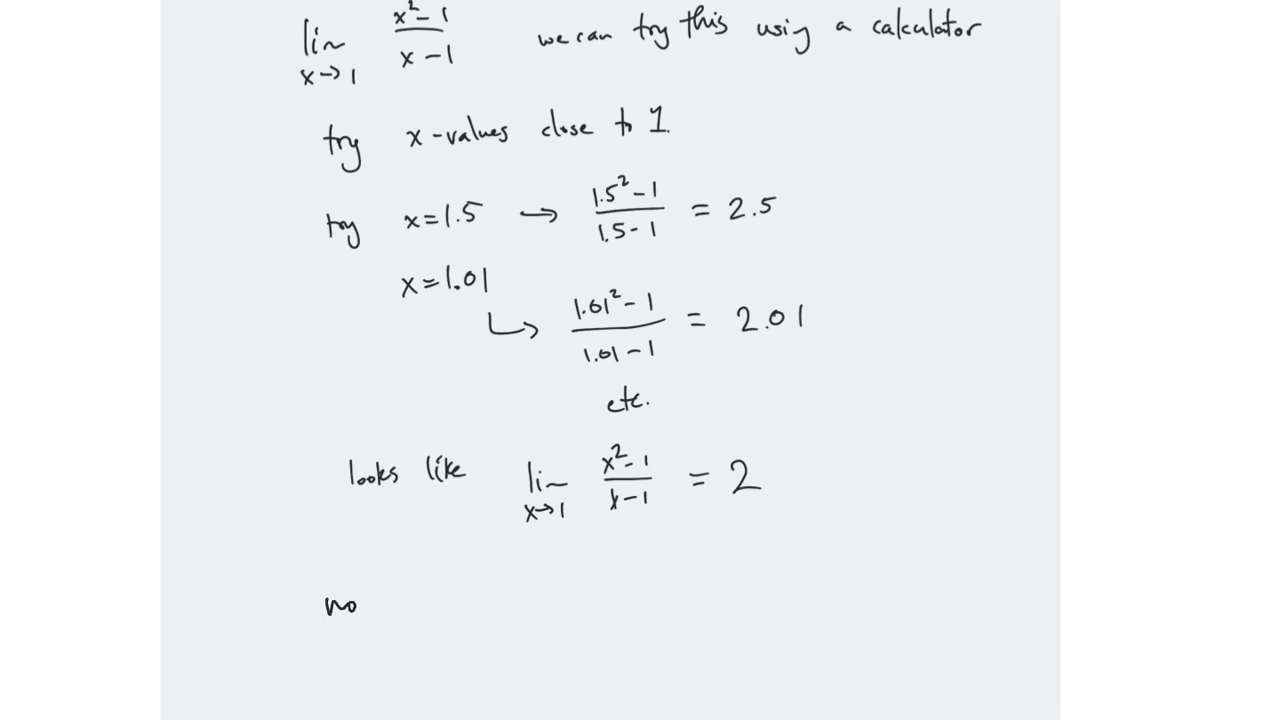 lim x→1 (x²-1)/(x-1) we can try this using a calculator
try x-values close to 1.
try x=1.5 → (1.5²-1)/(1.5-1) = 2.5
x=1.01
↳ (1.01²-1)/(1.01-1) = 2.01
etc.
looks like lim x→1 (x²-1)/(x-1) = 2
no